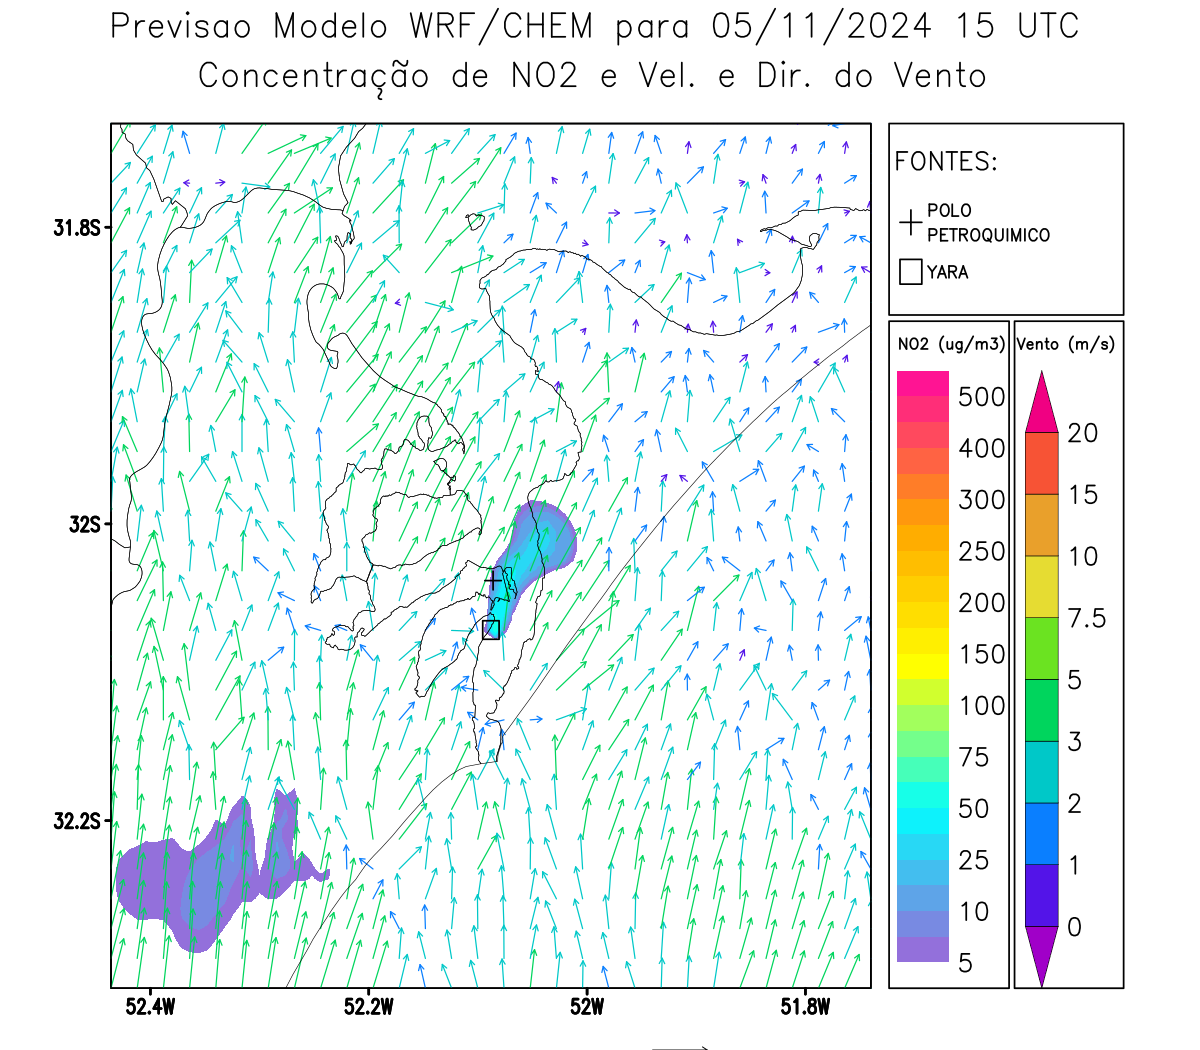 Previsao Modelo WRF/CHEM para 05/11/2024 15 UTC
Concentração de NO2 e Vel. e Dir. do Vento
FONTES:
POLO
PETROQUIMICO
YARA
NO2 (ug/m3)
500
400
300
250
200
150
100
75
50
25
10
5
Vento (m/s)
20
15
10
7.5
5
3
2
1
0
31.8S
32S
32.2S
52.4W
52.2W
52W
51.8W